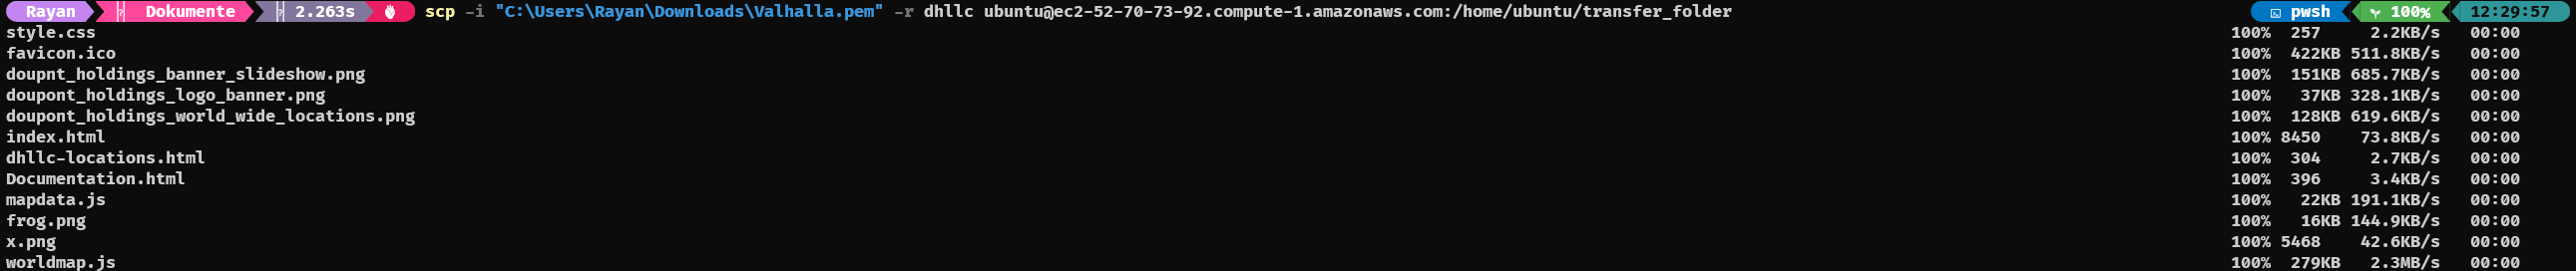 Rayan Dokumente 2.263s scp -i "C:\Users\Rayan\Downloads\Valhalla.pem" -r dhllc ubuntu@ec2-52-70-73-92.compute-1.amazonaws.com:/home/ubuntu/transfer_folder pwsh 100% 12:29:57
style.css 100% 257 2.2KB/s 00:00
favicon.ico 100% 422KB 511.8KB/s 00:00
doupnt_holdings_banner_slideshow.png 100% 151KB 685.7KB/s 00:00
doupont_holdings_logo_banner.png 100% 37KB 328.1KB/s 00:00
doupont_holdings_world_wide_locations.png 100% 128KB 619.6KB/s 00:00
index.html 100% 8450 73.8KB/s 00:00
dhllc-locations.html 100% 304 2.7KB/s 00:00
Documentation.html 100% 396 3.4KB/s 00:00
mapdata.js 100% 22KB 191.1KB/s 00:00
frog.png 100% 16KB 144.9KB/s 00:00
x.png 100% 5468 42.6KB/s 00:00
worldmap.js 100% 279KB 2.3MB/s 00:00